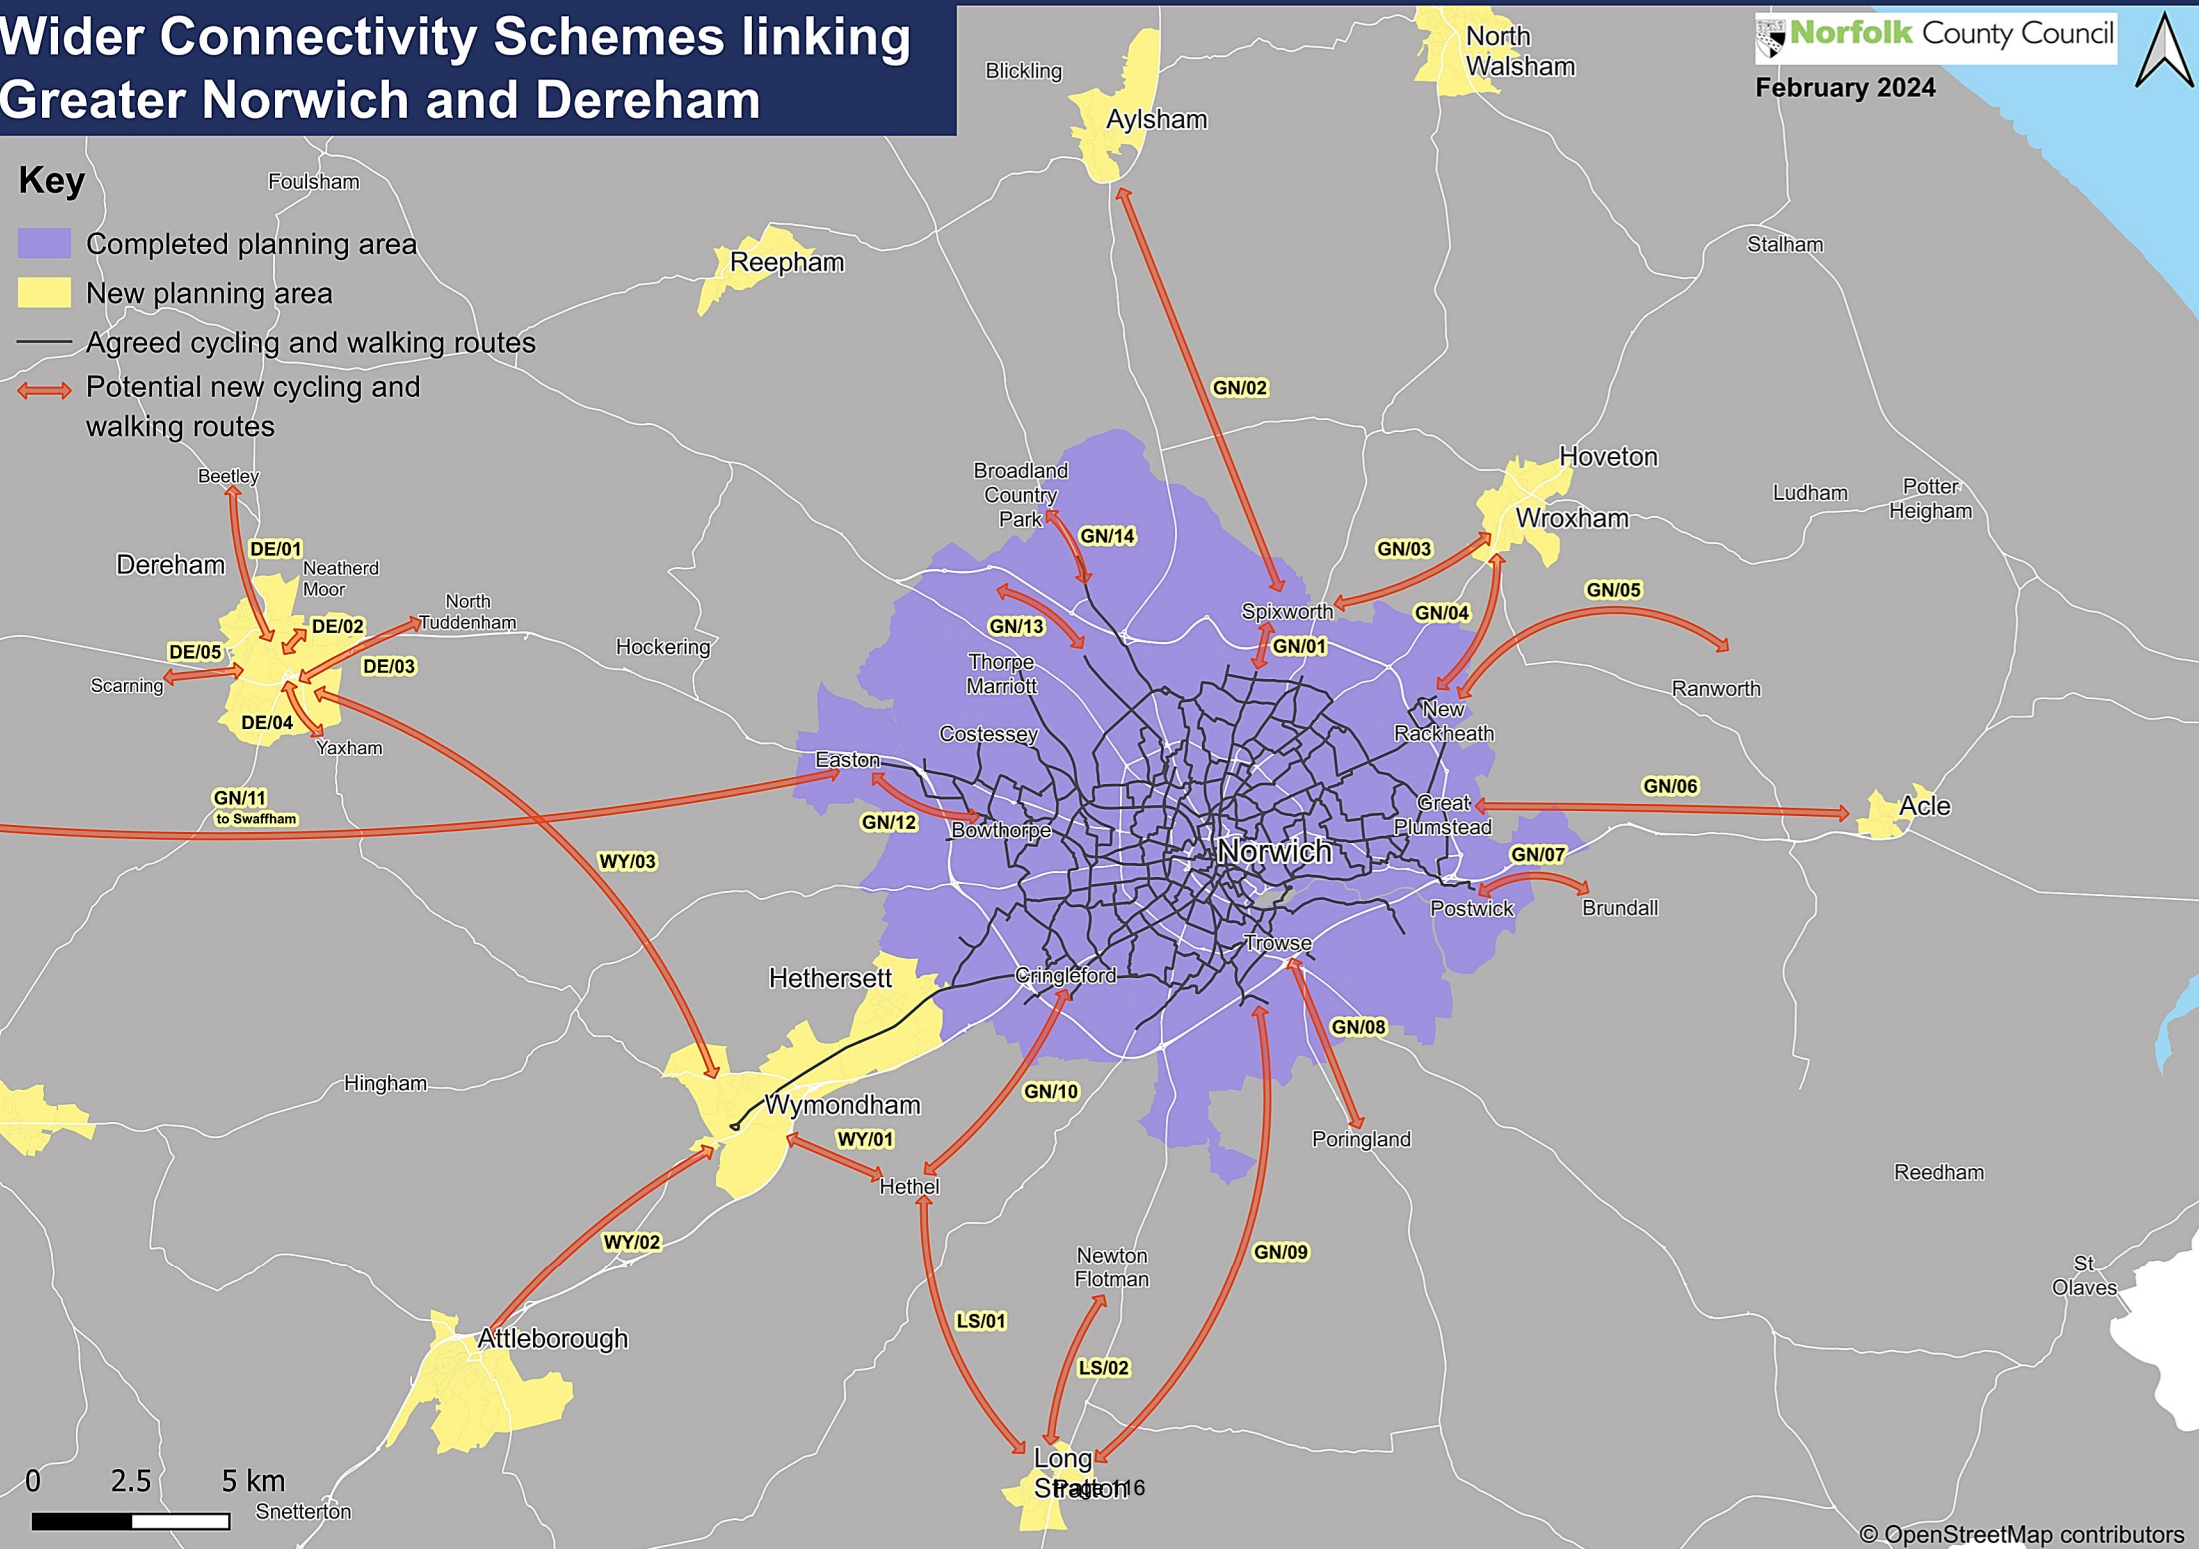 Wider Connectivity Schemes linking
Greater Norwich and Dereham
Norfolk County Council
February 2024
Key
Completed planning area
New planning area
Agreed cycling and walking routes
Potential new cycling and
walking routes
Blickling
Aylsham
North
Walsham
Foulsham
Reepham
Stalham
GN/02
Beetley
Broadland
Country
Park
Hoveton
Wroxham
Ludham
Potter
Heigham
DE/01
Dereham
Neatherd
Moor
GN/14
GN/03
GN/05
North
Tuddenham
DE/02
GN/13
Spixworth
GN/04
DE/05
DE/03
Hockering
GN/01
Scarning
Thorpe
Marriott
Ranworth
DE/04
Yaxham
Costessey
New
Rackheath
Easton
GN/11
to Swaffham
GN/12
Bowthorpe
Great
Plumstead
GN/06
Acle
WY/03
Norwich
GN/07
Postwick
Brundall
Trowse
Hethersett
Cringleford
GN/08
Hingham
Wymondham
GN/10
WY/01
Poringland
Hethel
Reedham
WY/02
Newton
Flotman
GN/09
St
Olaves
LS/01
Attleborough
LS/02
Long
Stratton
Page 116
0 2.5 5 km
Snetterton
© OpenStreetMap contributors